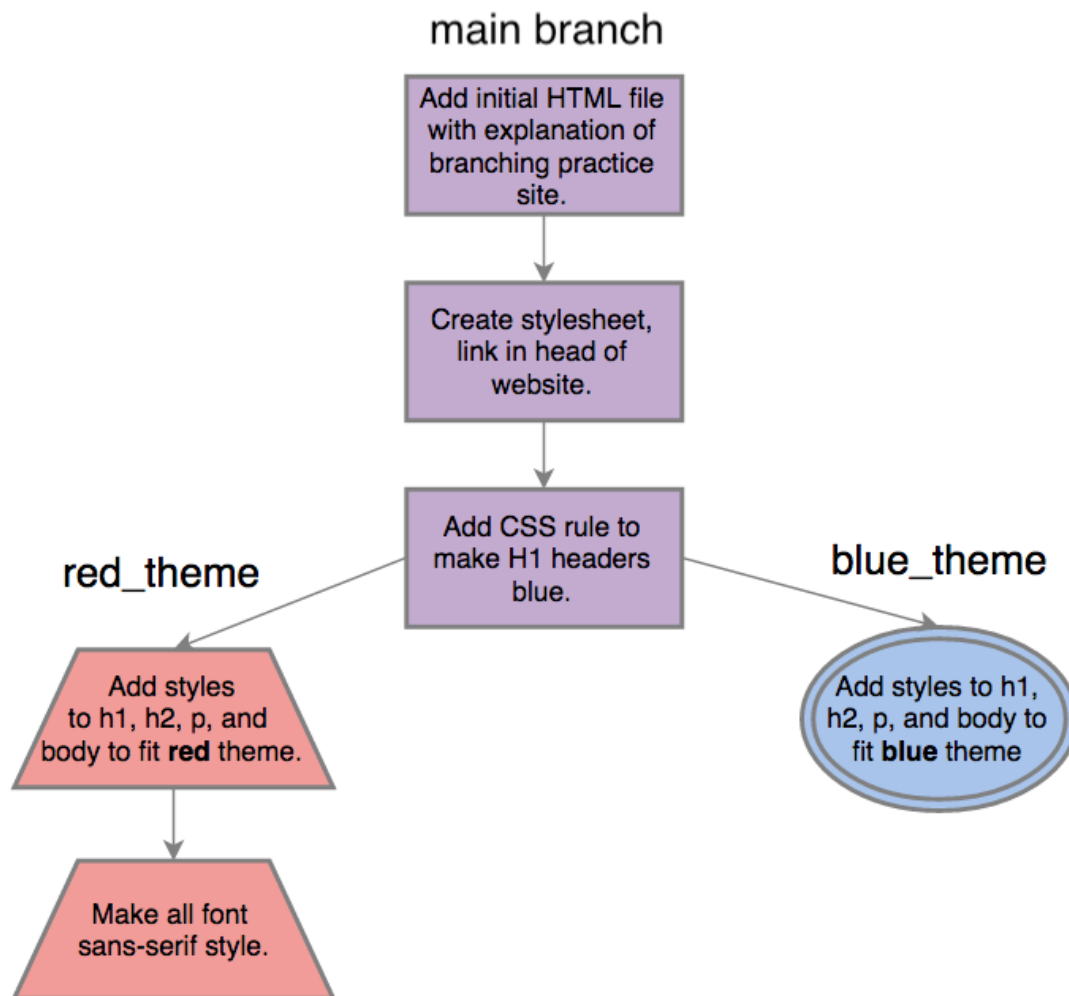 main branch
Add initial HTML file
with explanation of
branching practice
site.
Create stylesheet,
link in head of
website.
Add CSS rule to
make H1 headers
blue.
red_theme
blue_theme
Add styles
to h1, h2, p, and
body to fit red theme.
Add styles to h1,
h2, p, and body to
fit blue theme
Make all font
sans-serif style.